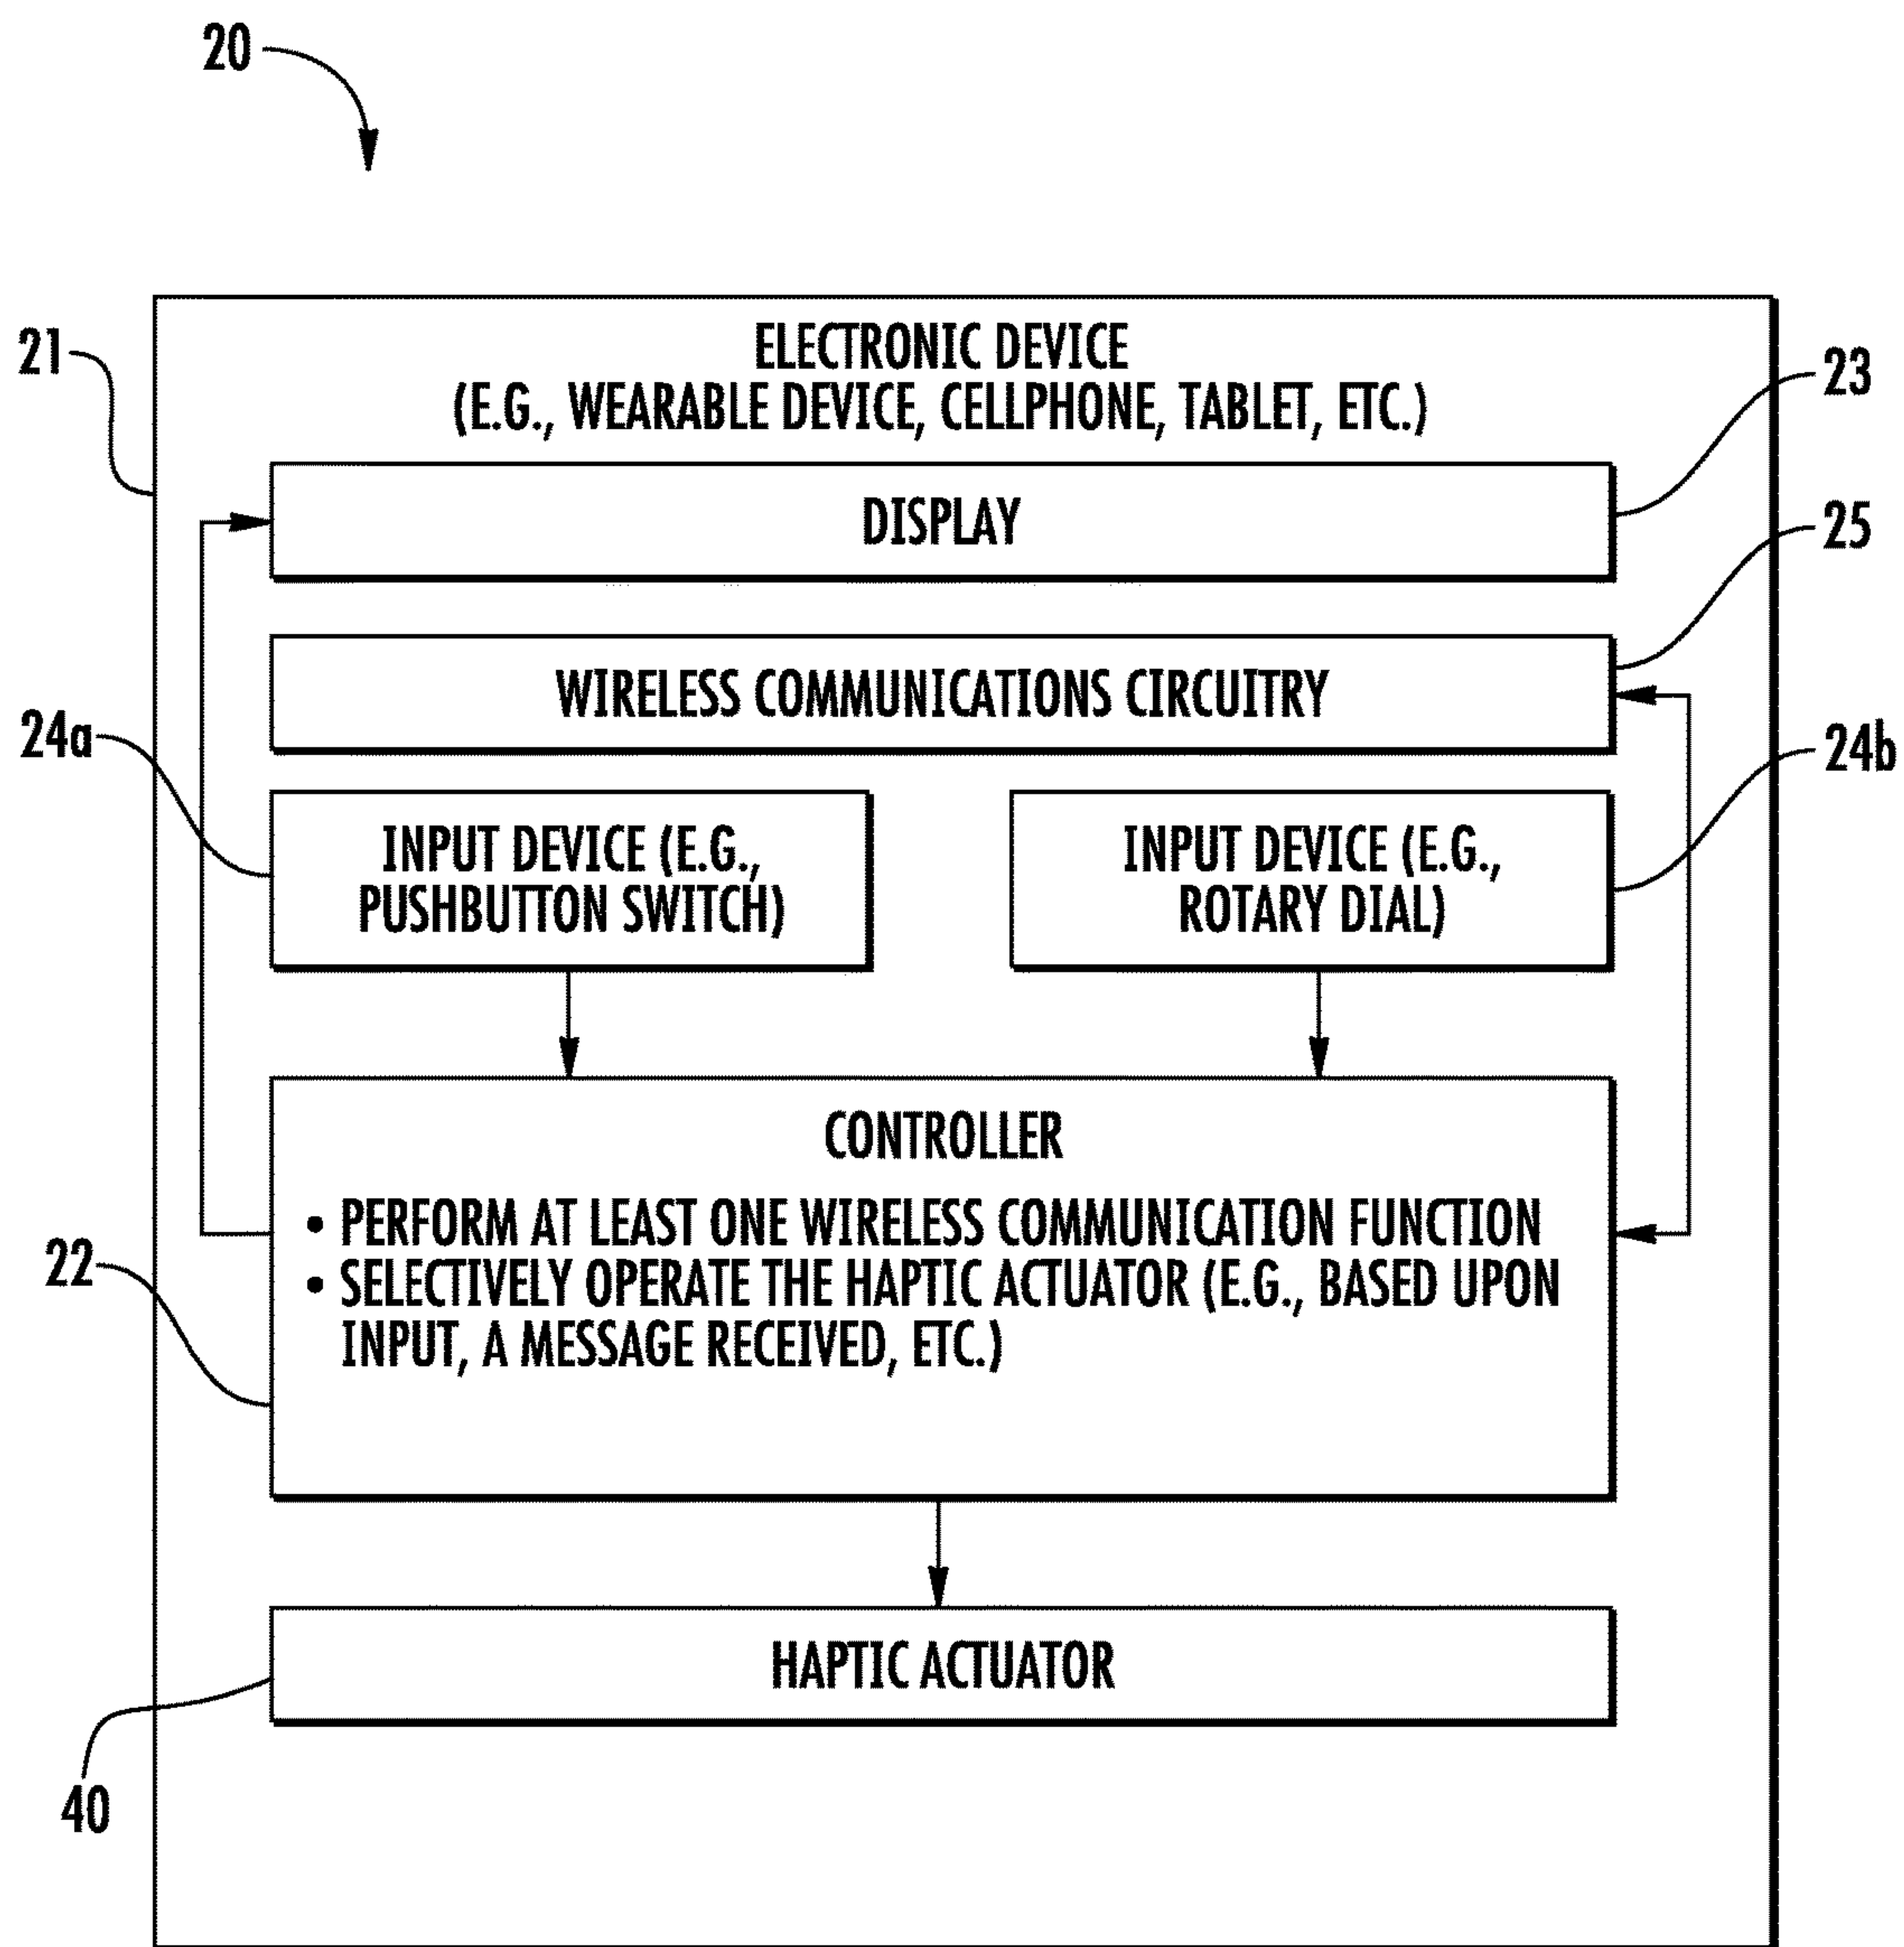 20
21
ELECTRONIC DEVICE
(E.G., WEARABLE DEVICE, CELLPHONE, TABLET, ETC.)
23
DISPLAY
25
WIRELESS COMMUNICATIONS CIRCUITRY
24a
24b
INPUT DEVICE (E.G.,
PUSHBUTTON SWITCH)
INPUT DEVICE (E.G.,
ROTARY DIAL)
CONTROLLER
• PERFORM AT LEAST ONE WIRELESS COMMUNICATION FUNCTION
22
• SELECTIVELY OPERATE THE HAPTIC ACTUATOR (E.G., BASED UPON
INPUT, A MESSAGE RECEIVED, ETC.)
HAPTIC ACTUATOR
40